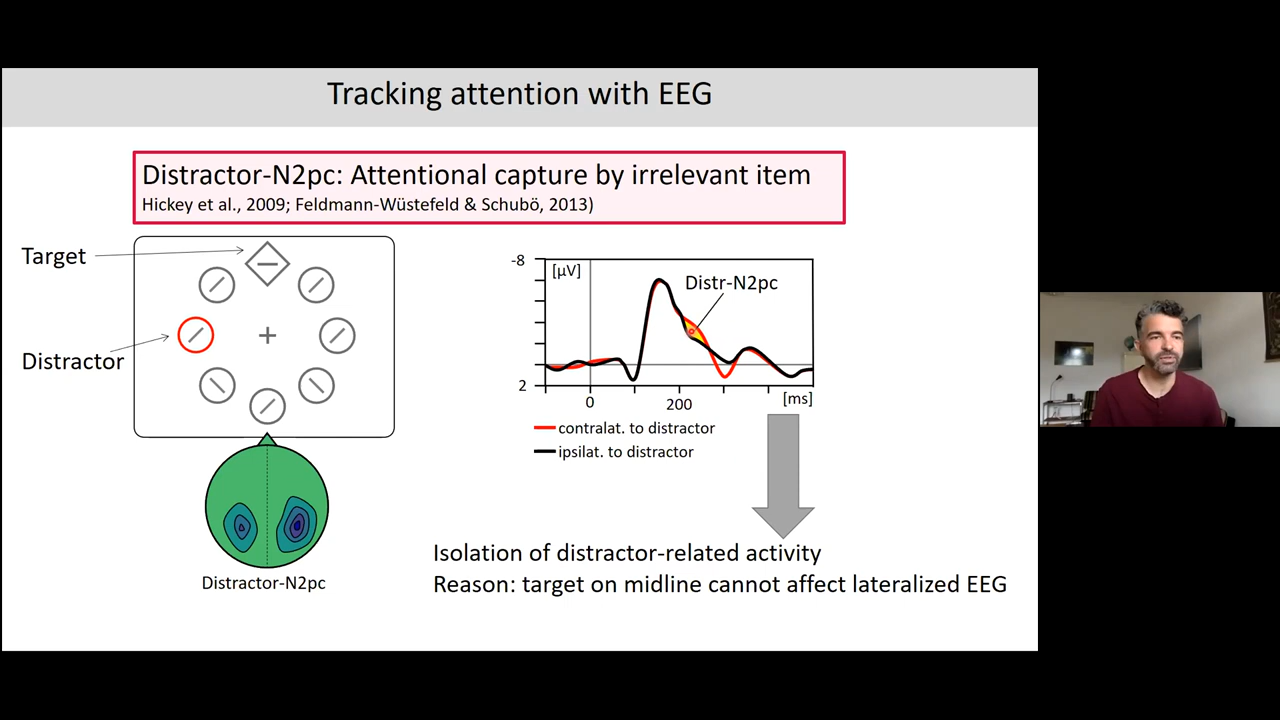 Tracking attention with EEG
Distractor-N2pc: Attentional capture by irrelevant item
Hickey et al., 2009; Feldmann-Wüstefeld & Schubö, 2013)
Target
Distractor
Distractor-N2pc
-8
[µV]
Distr-N2pc
2
0
200
[ms]
contralat. to distractor
ipsilat. to distractor
Isolation of distractor-related activity
Reason: target on midline cannot affect lateralized EEG